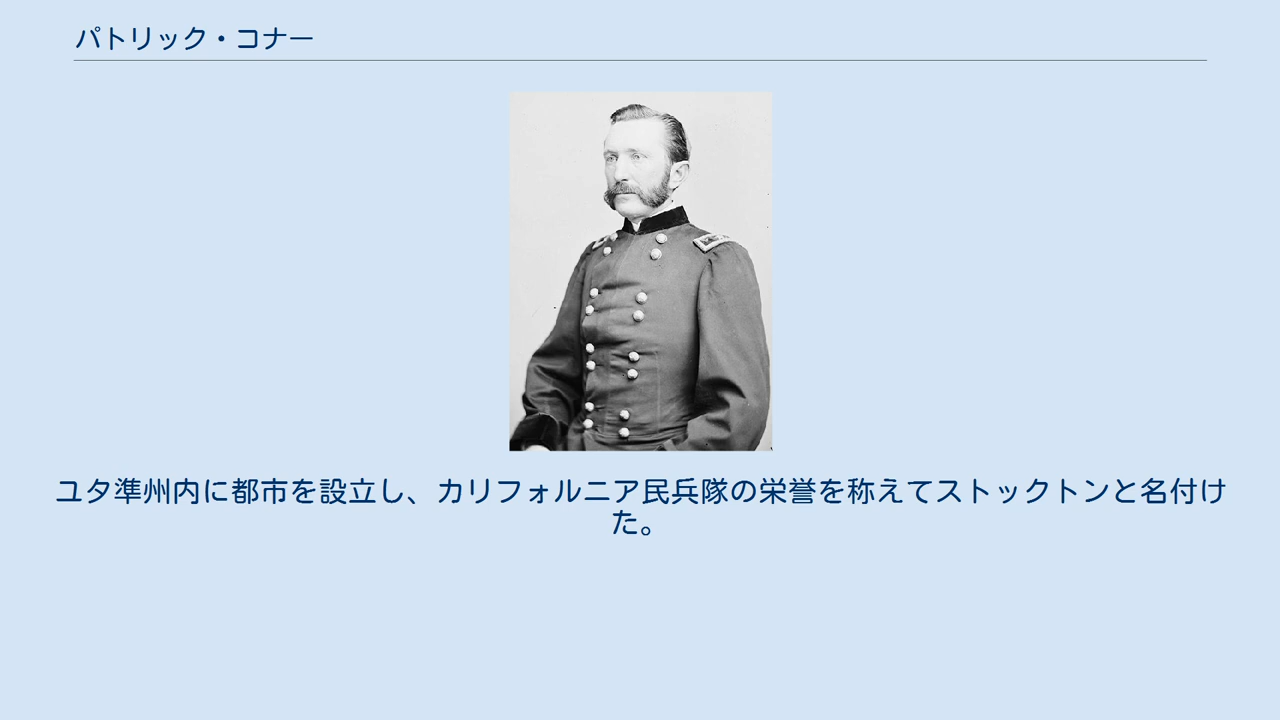 パトリック・コナー
ユタ準州内に都市を設立し、カリフォルニア民兵隊の栄誉を称えてストックトンと名付け
た。